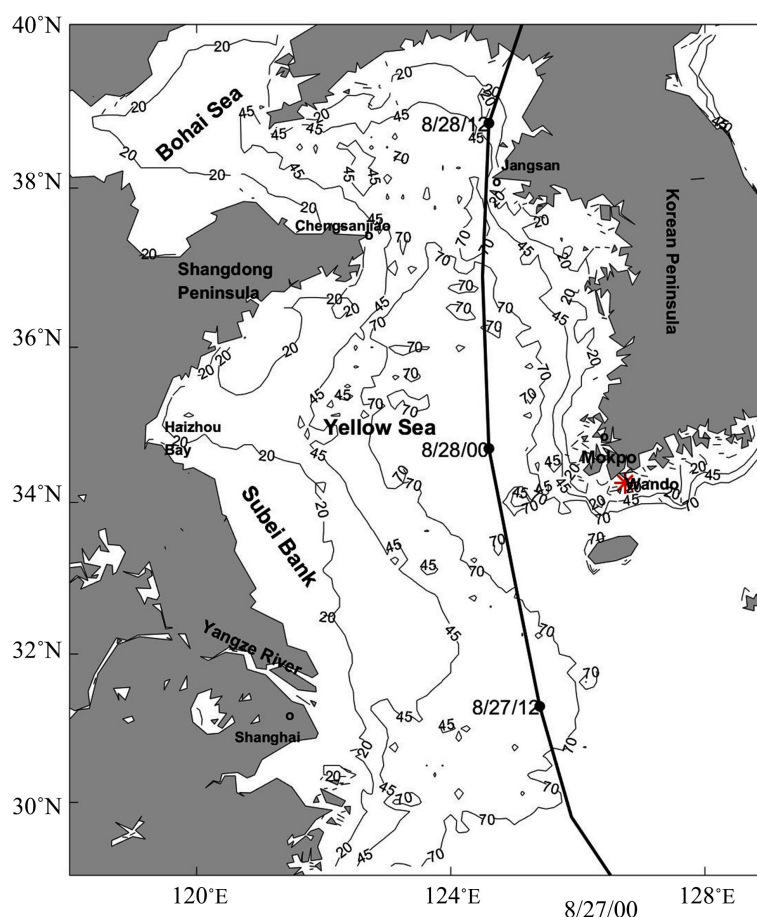 40°N
38°N
36°N
34°N
32°N
30°N
120°E
124°E
128°E
8/27/00
8/27/12
8/28/00
8/28/12
Bohai Sea
Jangsan
Chengsanjiao
Shangdong
Peninsula
Korean Peninsula
Yellow Sea
Haizhou
Bay
Mokpo
Wando
Subei Bank
Yangze River
Shanghai
20
45
70